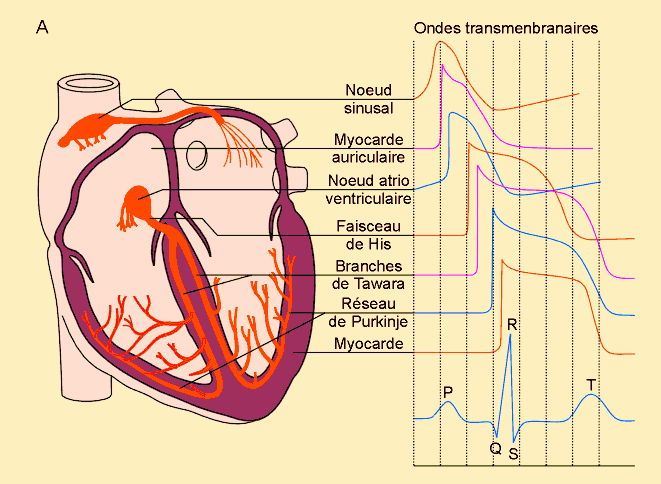 A
Ondes transmenbranaires
Noeud
sinusal
Myocarde
auriculaire
Noeud atrio
ventriculaire
Faisceau
de His
Branches
de Tawara
Réseau
de Purkinje
Myocarde
R
P
T
Q
S